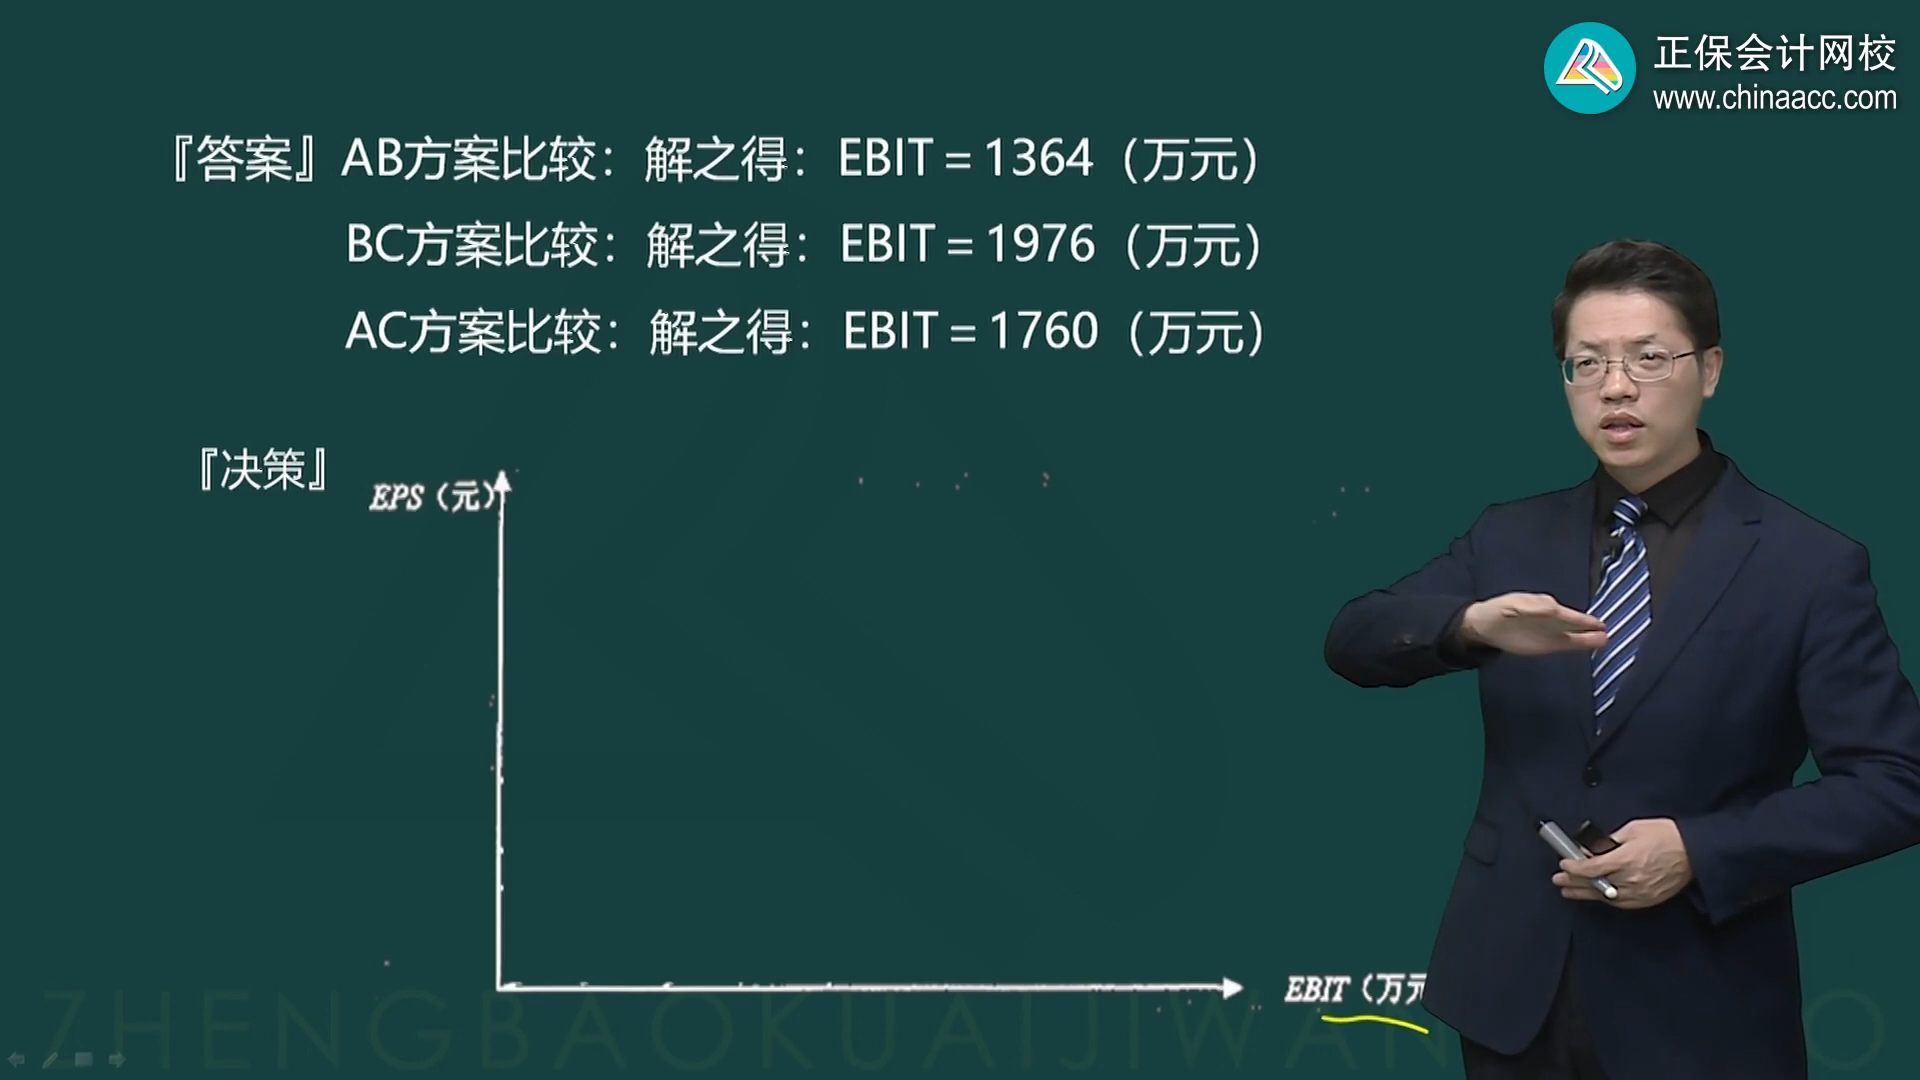 正保会计网校
www.chinaacc.com
『答案』AB方案比较：解之得：EBIT＝1364（万元）
BC方案比较：解之得：EBIT＝1976（万元）
AC方案比较：解之得：EBIT＝1760（万元）
『决策』
EPS（元）
EBIT（万元
ZHENGBAOKUAIJIWAN O